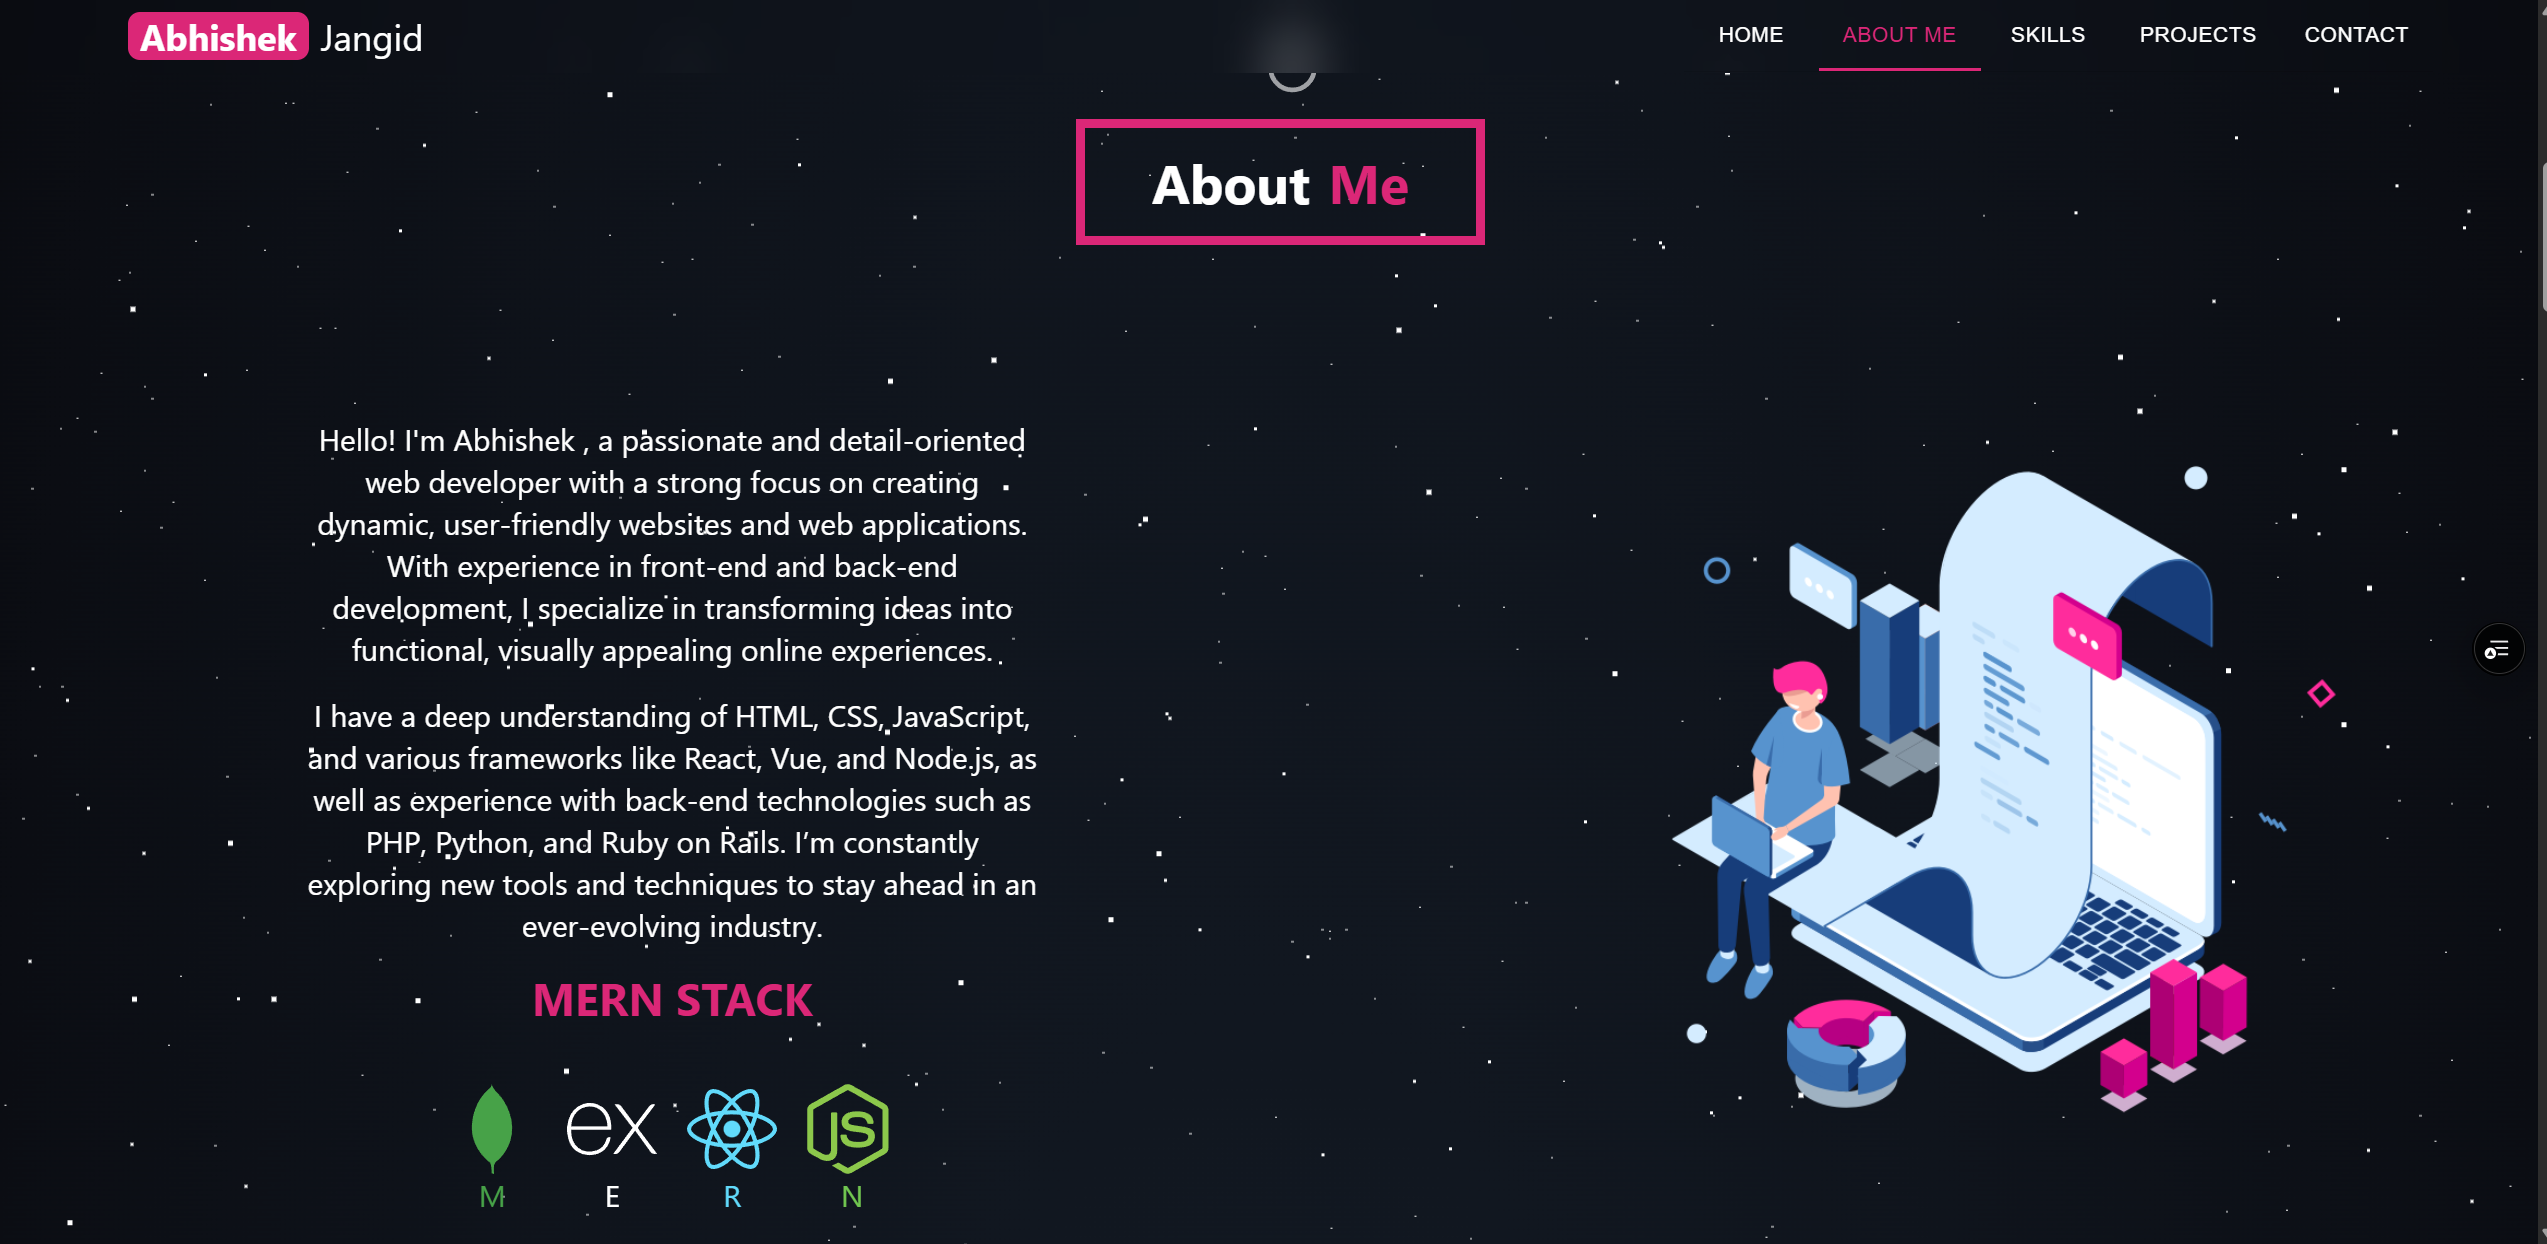 Abhishek Jangid
HOME ABOUT ME SKILLS PROJECTS CONTACT
About Me
Hello! I'm Abhishek , a passionate and detail-oriented
web developer with a strong focus on creating
dynamic, user-friendly websites and web applications.
With experience in front-end and back-end
development, I specialize in transforming ideas into
functional, visually appealing online experiences.
I have a deep understanding of HTML, CSS, JavaScript,
and various frameworks like React, Vue, and Node.js, as
well as experience with back-end technologies such as
PHP, Python, and Ruby on Rails. I’m constantly
exploring new tools and techniques to stay ahead in an
ever-evolving industry.
MERN STACK
ex JS
M E R N